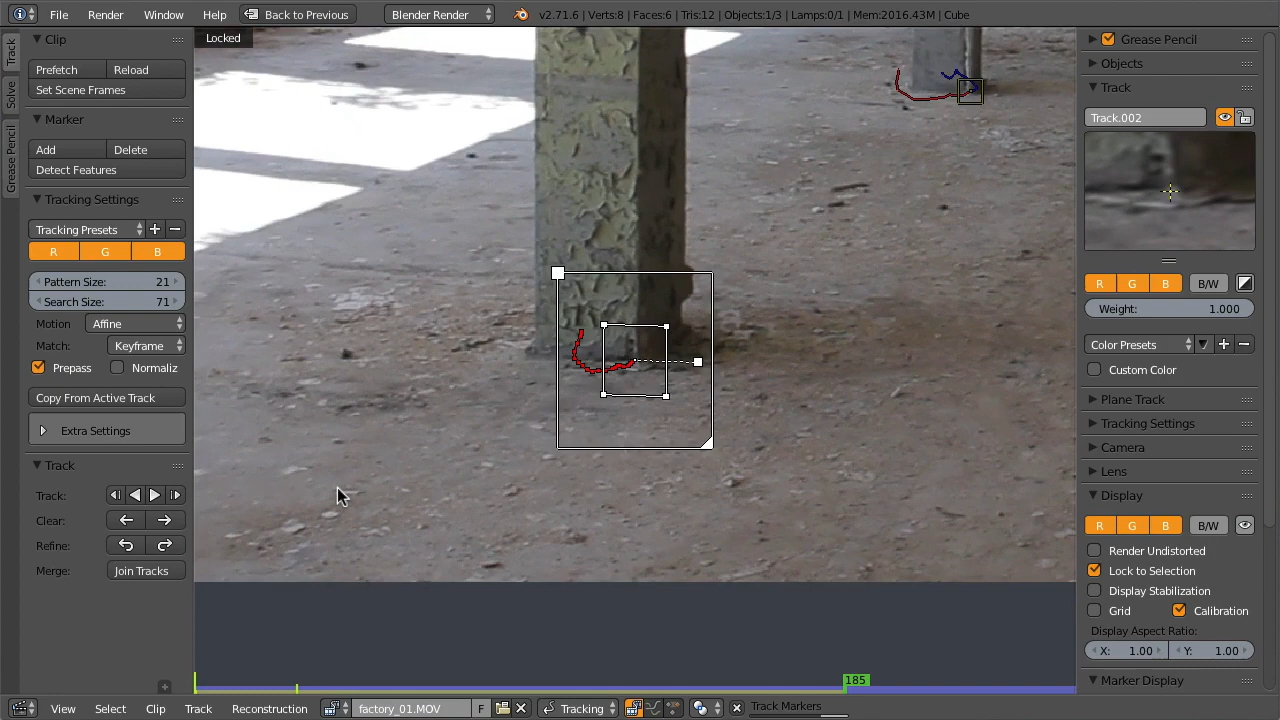 File Render Window Help Back to Previous Blender Render v2.71.6 | Verts:8 | Faces:6 | Tris:12 | Objects:1/3 | Lamps:0/1 | Mem:2016.43M | Cube
Track
Solve
Grease Pencil
Clip
Prefetch Reload
Set Scene Frames
Marker
Add Delete
Detect Features
Tracking Settings
Tracking Presets
R G B
Pattern Size: 21
Search Size: 71
Motion Affine
Match: Keyframe
Prepass Normaliz
Copy From Active Track
Extra Settings
Track
Track:
Clear:
Refine:
Merge: Join Tracks
Locked
185
Grease Pencil
Objects
Track
Track.002
R G B B/W
Weight: 1.000
Color Presets
Custom Color
Plane Track
Tracking Settings
Camera
Lens
Display
R G B B/W
Render Undistorted
Lock to Selection
Display Stabilization
Grid Calibration
Display Aspect Ratio:
X: 1.00 Y: 1.00
Marker Display
View Select Clip Track Reconstruction factory_01.MOV F Tracking Track Markers